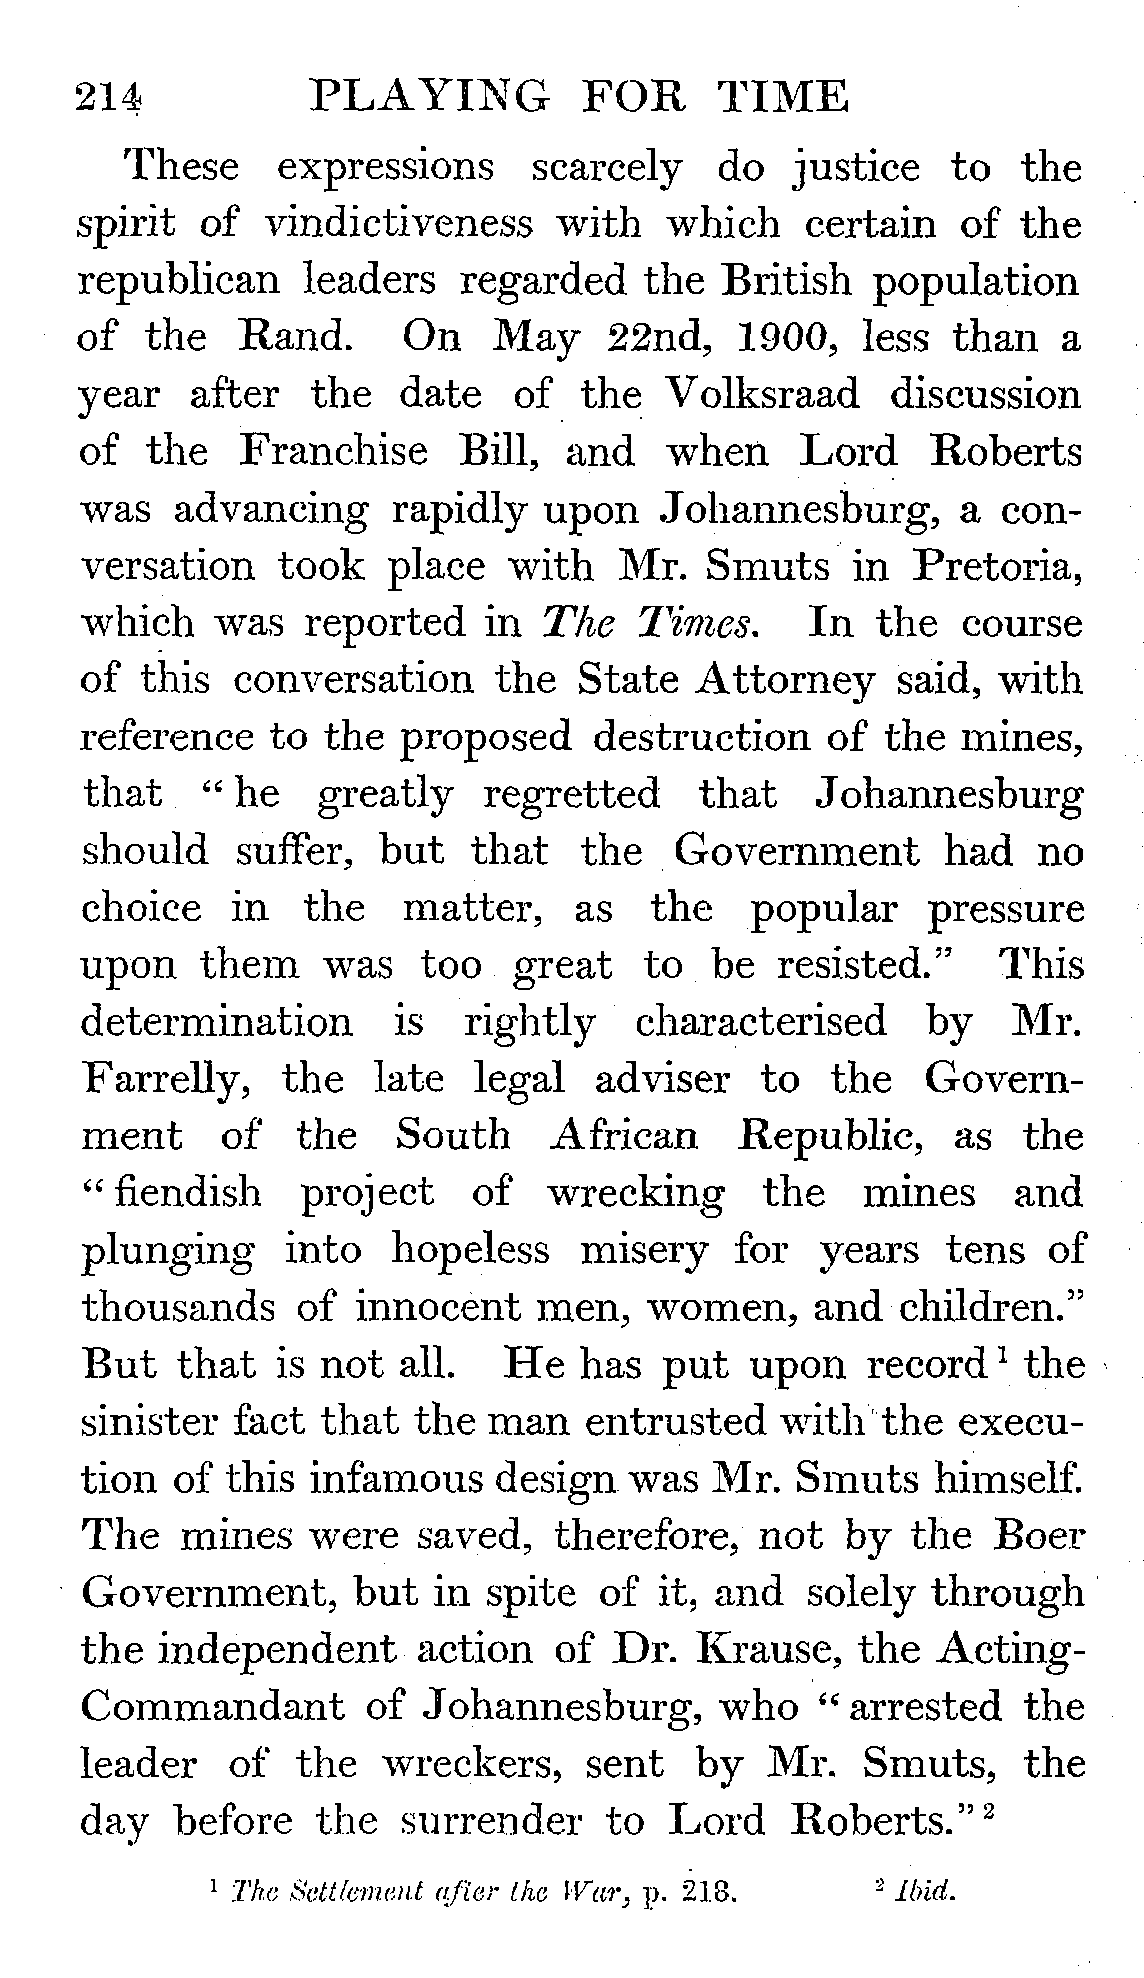 214 PLAYING FOR TIME
These expressions scarcely do justice to the
spirit of vindictiveness with which certain of the
republican leaders regarded the British population
of the Rand. On May 22nd, 1900, less than a
year after the date of the Volksraad discussion
of the Franchise Bill, and when Lord Roberts
was advancing rapidly upon Johannesburg, a con-
versation took place with Mr. Smuts in Pretoria,
which was reported in The Times. In the course
of this conversation the State Attorney said, with
reference to the proposed destruction of the mines,
that “ he greatly regretted that Johannesburg
should suffer, but that the Government had no
choice in the matter, as the popular pressure
upon them was too great to be resisted.” This
determination is rightly characterised by Mr.
Farrelly, the late legal adviser to the Govern-
ment of the South African Republic, as the
“ fiendish project of wrecking the mines and
plunging into hopeless misery for years tens of
thousands of innocent men, women, and children.”
But that is not all. He has put upon record ¹ the
sinister fact that the man entrusted with the execu-
tion of this infamous design was Mr. Smuts himself.
The mines were saved, therefore, not by the Boer
Government, but in spite of it, and solely through
the independent action of Dr. Krause, the Acting-
Commandant of Johannesburg, who “ arrested the
leader of the wreckers, sent by Mr. Smuts, the
day before the surrender to Lord Roberts.” ²
¹ The Settlement after the War, p. 218. ² Ibid.